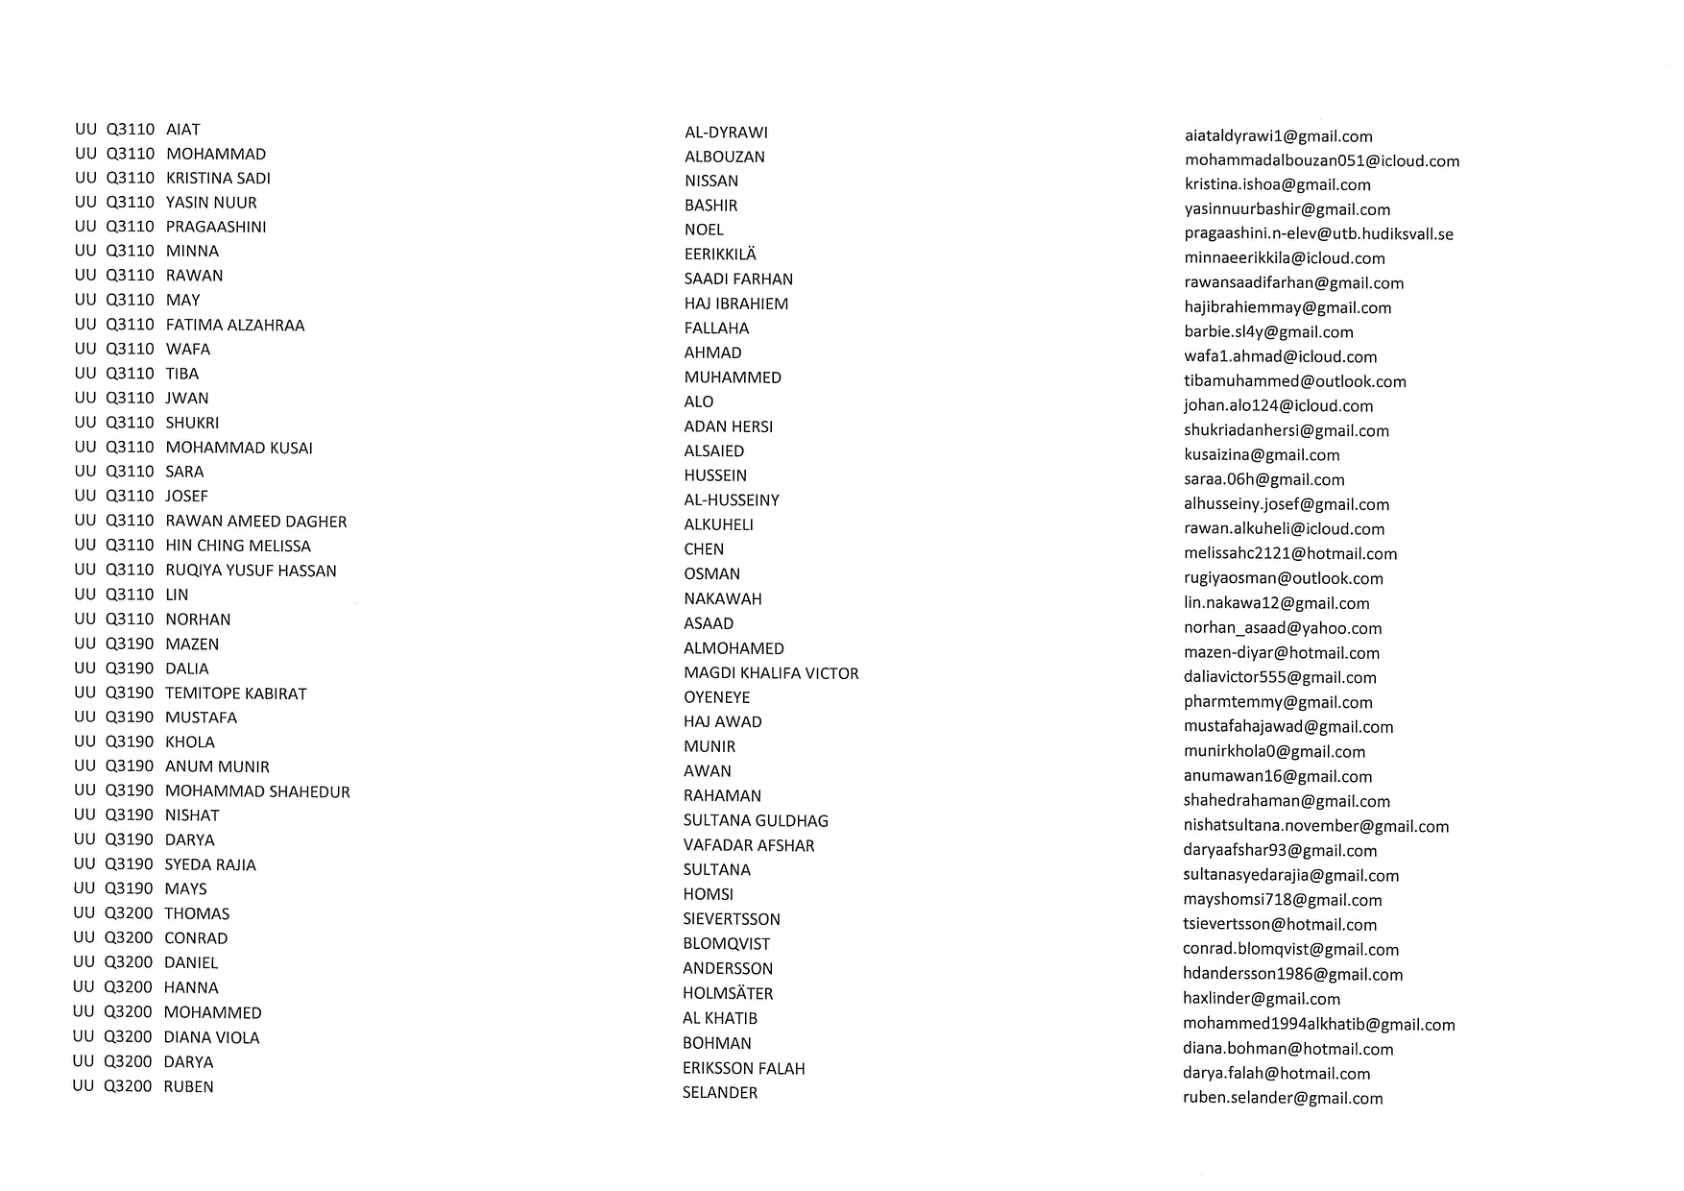 UU Q3110 AIAT AL-DYRAWI aiataldyrawi1@gmail.com
UU Q3110 MOHAMMAD ALBOUZAN mohammadalbouzan051@icloud.com
UU Q3110 KRISTINA SADI NISSAN kristina.ishoa@gmail.com
UU Q3110 YASIN NUUR BASHIR yasinnuurbashir@gmail.com
UU Q3110 PRAGAASHINI NOEL pragaashini.n-elev@utb.hudiksvall.se
UU Q3110 MINNA EERIKKILÄ minnaeerikkila@icloud.com
UU Q3110 RAWAN SAADI FARHAN rawansaadifarhan@gmail.com
UU Q3110 MAY HAJ IBRAHIEM hajibrahiemmay@gmail.com
UU Q3110 FATIMA ALZAHRAA FALLAHA barbie.sl4y@gmail.com
UU Q3110 WAFA AHMAD wafa1.ahmad@icloud.com
UU Q3110 TIBA MUHAMMED tibamuhammed@outlook.com
UU Q3110 JWAN ALO johan.alo124@icloud.com
UU Q3110 SHUKRI ADAN HERSI shukriadanhersi@gmail.com
UU Q3110 MOHAMMAD KUSAI ALSAIED kusaizina@gmail.com
UU Q3110 SARA HUSSEIN saraa.06h@gmail.com
UU Q3110 JOSEF AL-HUSSEINY alhusseiny.josef@gmail.com
UU Q3110 RAWAN AMEED DAGHER ALKUHELI rawan.alkuheli@icloud.com
UU Q3110 HIN CHING MELISSA CHEN melissahc2121@hotmail.com
UU Q3110 RUQIYA YUSUF HASSAN OSMAN rugiyaosman@outlook.com
UU Q3110 LIN NAKAWAH lin.nakawa12@gmail.com
UU Q3110 NORHAN ASAAD norhan_asaad@yahoo.com
UU Q3190 MAZEN ALMOHAMED mazen-diyar@hotmail.com
UU Q3190 DALIA MAGDI KHALIFA VICTOR daliavictor555@gmail.com
UU Q3190 TEMITOPE KABIRAT OYENEYE pharmtemmy@gmail.com
UU Q3190 MUSTAFA HAJ AWAD mustafahajawad@gmail.com
UU Q3190 KHOLA MUNIR munirkhola0@gmail.com
UU Q3190 ANUM MUNIR AWAN anumawan16@gmail.com
UU Q3190 MOHAMMAD SHAHEDUR RAHAMAN shahedrahaman@gmail.com
UU Q3190 NISHAT SULTANA GULDHAG nishatsultana.november@gmail.com
UU Q3190 DARYA VAFADAR AFSHAR daryaafshar93@gmail.com
UU Q3190 SYEDA RAJIA SULTANA sultanasyedarajia@gmail.com
UU Q3190 MAYS HOMSI mayshomsi718@gmail.com
UU Q3200 THOMAS SIEVERTSSON tsievertsson@hotmail.com
UU Q3200 CONRAD BLOMQVIST conrad.blomqvist@gmail.com
UU Q3200 DANIEL ANDERSSON hdandersson1986@gmail.com
UU Q3200 HANNA HOLMSÄTER haxlinder@gmail.com
UU Q3200 MOHAMMED AL KHATIB mohammed1994alkhatib@gmail.com
UU Q3200 DIANA VIOLA BOHMAN diana.bohman@hotmail.com
UU Q3200 DARYA ERIKSSON FALAH darya.falah@hotmail.com
UU Q3200 RUBEN SELANDER ruben.selander@gmail.com